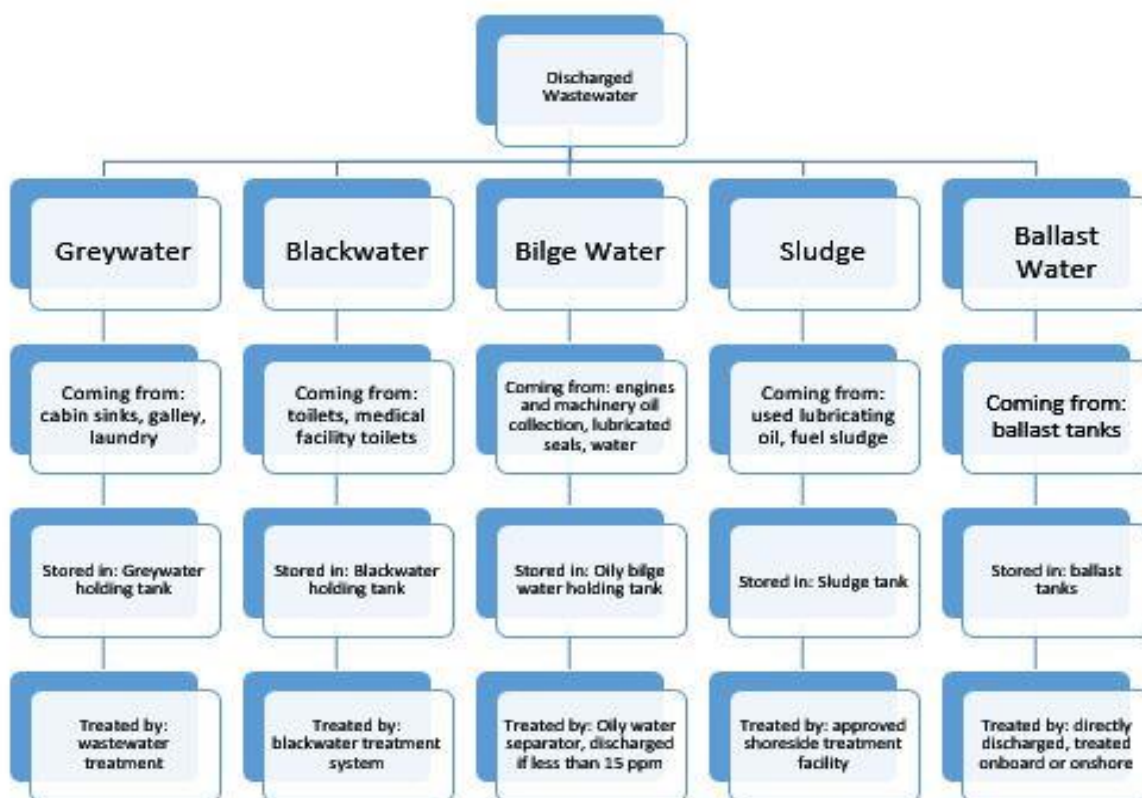 Discharged
Wastewater
Greywater
Blackwater
Bilge Water
Sludge
Ballast
Water
Coming from:
cabin sinks, galley,
laundry
Coming from:
toilets, medical
facility toilets
Coming from: engines
and machinery oil
collection, lubricated
seals, water
Coming from:
used lubricating
oil, fuel sludge
Coming from:
ballast tanks
Stored in: Greywater
holding tank
Stored in: Blackwater
holding tank
Stored in: Oily bilge
water holding tank
Stored in: Sludge tank
Stored in: ballast
tanks
Treated by:
wastewater
treatment
Treated by:
blackwater treatment
system
Treated by: Oily water
separator, discharged
if less than 15 ppm
Treated by: approved
shoreside treatment
facility
Treated by: directly
discharged, treated
onboard or onshore